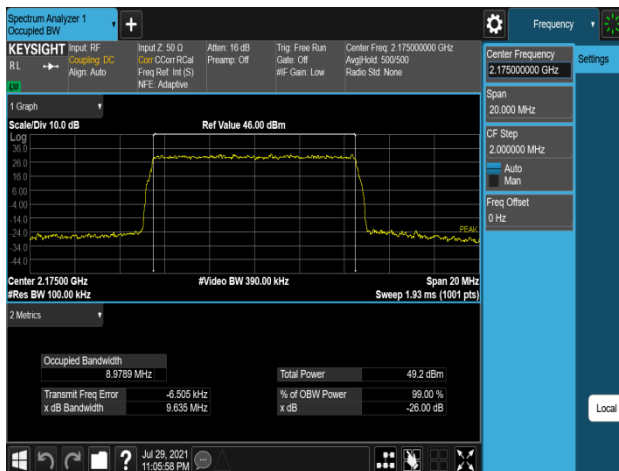 Spectrum Analyzer 1
Occupied BW
Frequency
KEYSIGHT
RL
LXI
Input: RF
Coupling: DC
Align: Auto
Input Z: 50 Ω
Corr CCorr RCal
Freq Ref: Int (S)
NFE: Adaptive
Atten: 16 dB
Preamp: Off
Trig: Free Run
Gate: Off
#IF Gain: Low
Center Freq: 2.175000000 GHz
Avg|Hold: 500/500
Radio Std: None
Center Frequency
2.175000000 GHz
Settings
Span
20.000 MHz
CF Step
2.000000 MHz
Auto
Man
Freq Offset
0 Hz
Local
1 Graph
Scale/Div 10.0 dB
Ref Value 46.00 dBm
Log
36.0
26.0
16.0
6.00
-4.00
-14.0
-24.0
-34.0
-44.0
PEAK
Center 2.17500 GHz
#Video BW 390.00 kHz
Span 20 MHz
#Res BW 100.00 kHz
Sweep 1.93 ms (1001 pts)
2 Metrics
Occupied Bandwidth
8.9789 MHz
Total Power
49.2 dBm
Transmit Freq Error
-6.505 kHz
% of OBW Power
99.00 %
x dB Bandwidth
9.635 MHz
x dB
-26.00 dB
?
Jul 29, 2021
11:05:58 PM